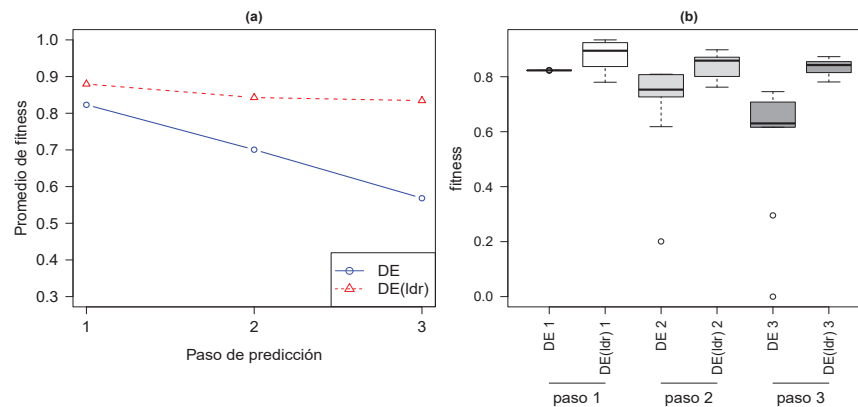 (a)
Promedio de fitness
1.0
0.9
0.8
0.7
0.6
0.5
0.4
0.3
1
2
3
Paso de predicción
DE
DE(ldr)
(b)
fitness
0.8
0.6
0.4
0.2
0.0
DE 1
DE(ldr) 1
DE 2
DE(ldr) 2
DE 3
DE(ldr) 3
paso 1
paso 2
paso 3